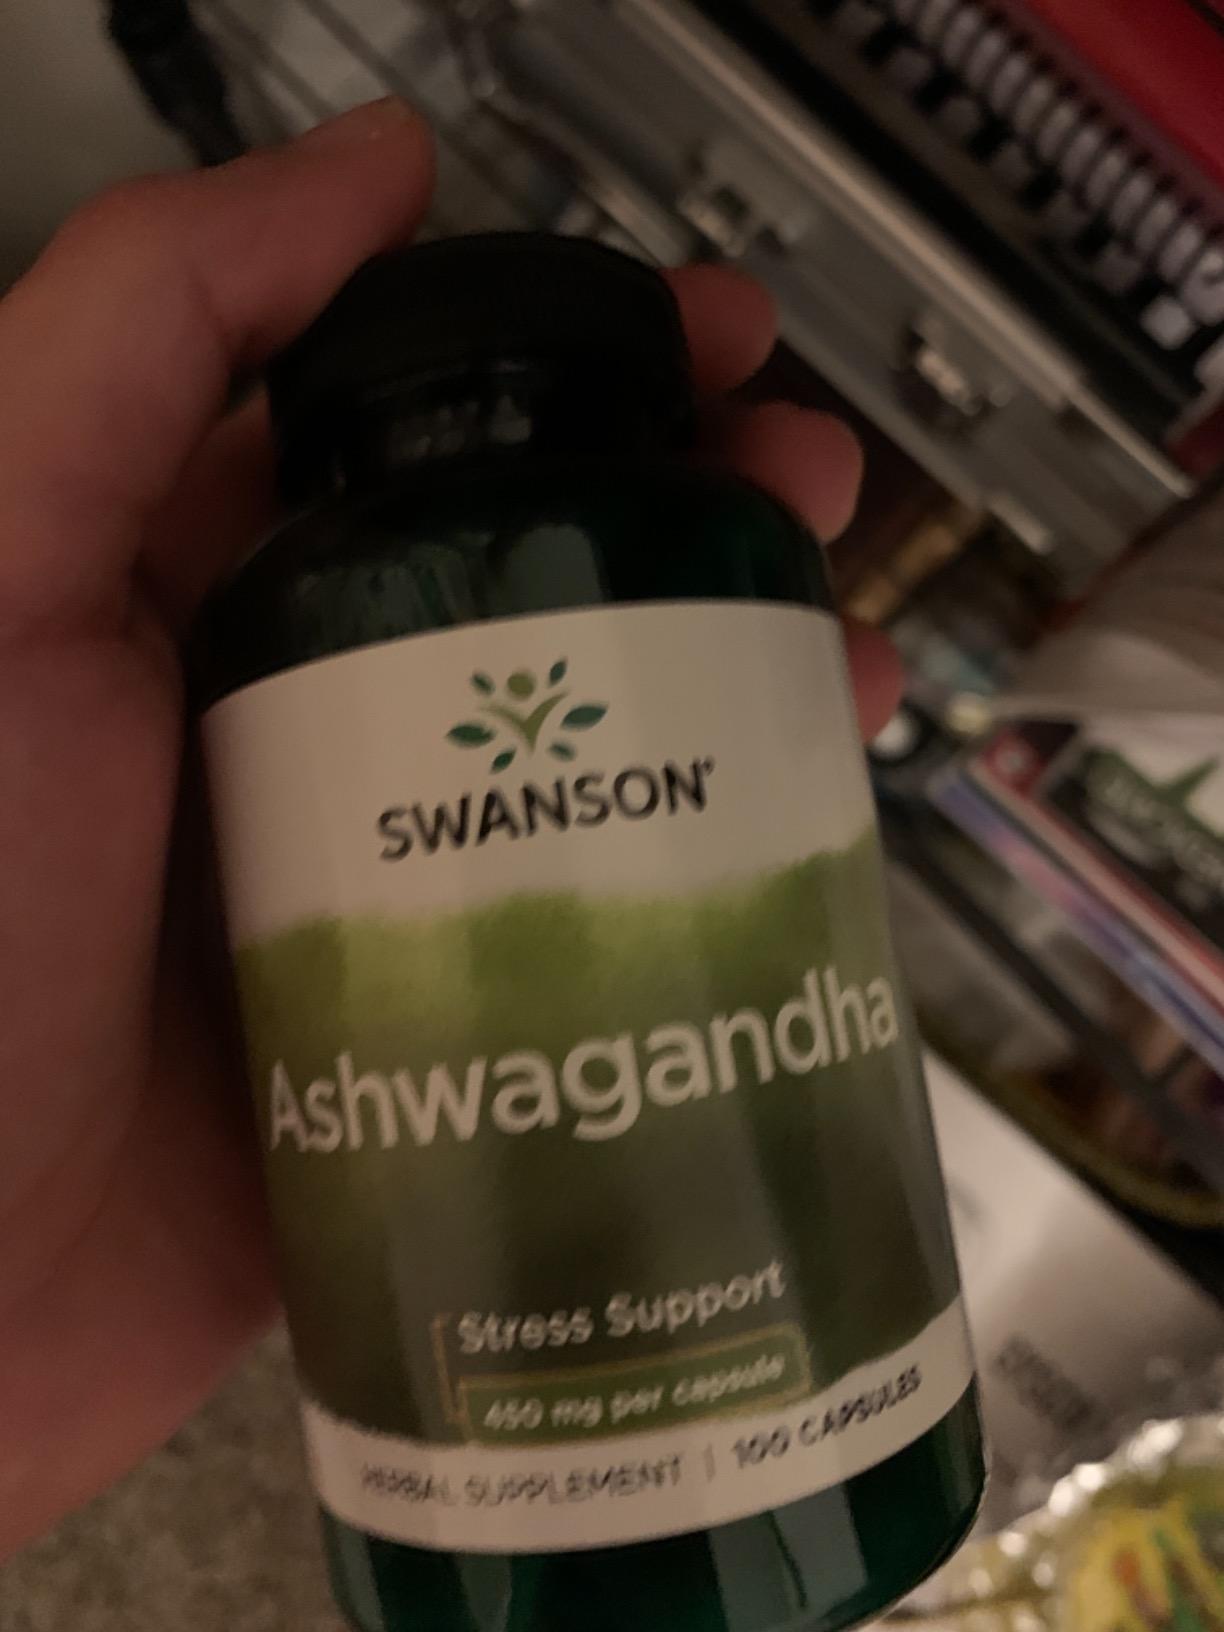 SWANSON®
Ashwagandha
Stress Support
450 mg per capsule
HERBAL SUPPLEMENT | 100 CAPSULES